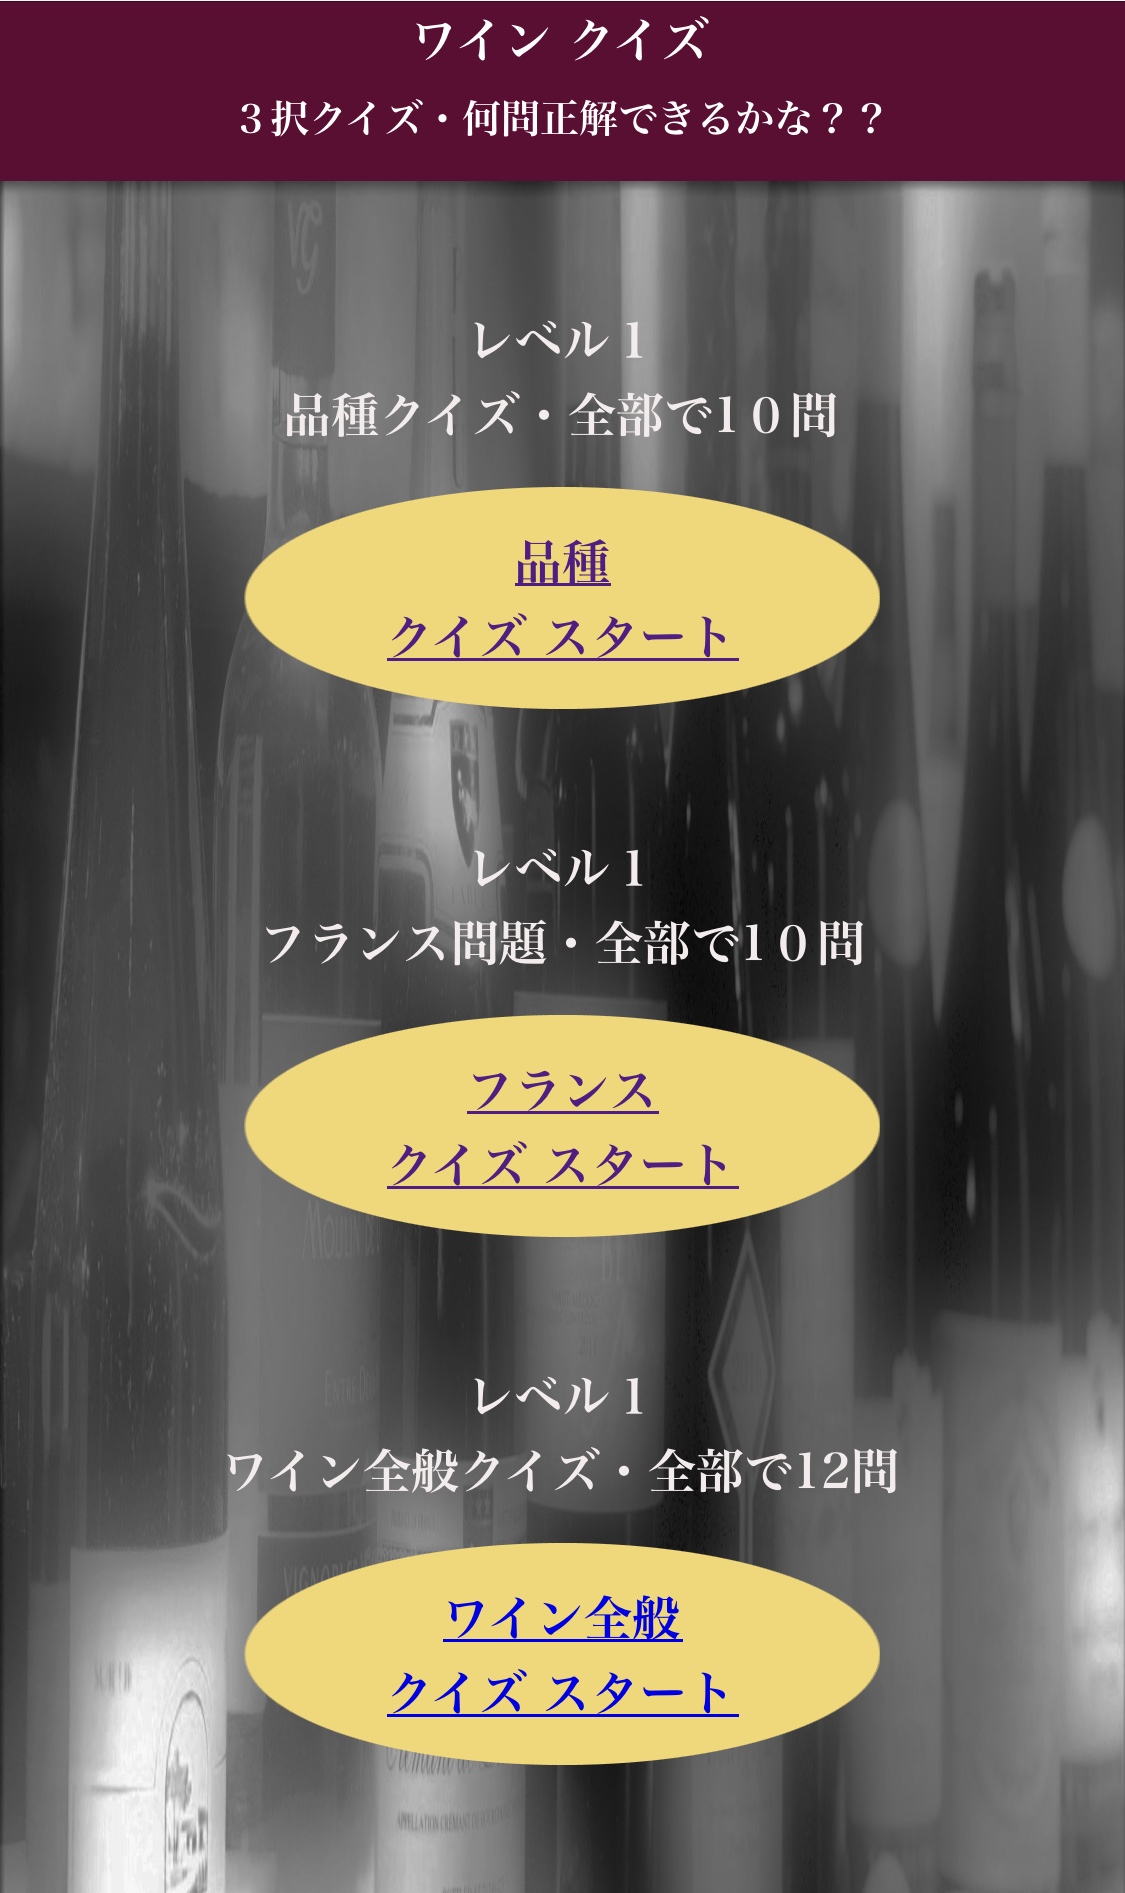 ワイン クイズ
３択クイズ・何問正解できるかな？？
レベル１
品種クイズ・全部で1０問
品種
クイズ スタート
レベル１
フランス問題・全部で1０問
フランス
クイズ スタート
レベル１
ワイン全般クイズ・全部で12問
ワイン全般
クイズ スタート